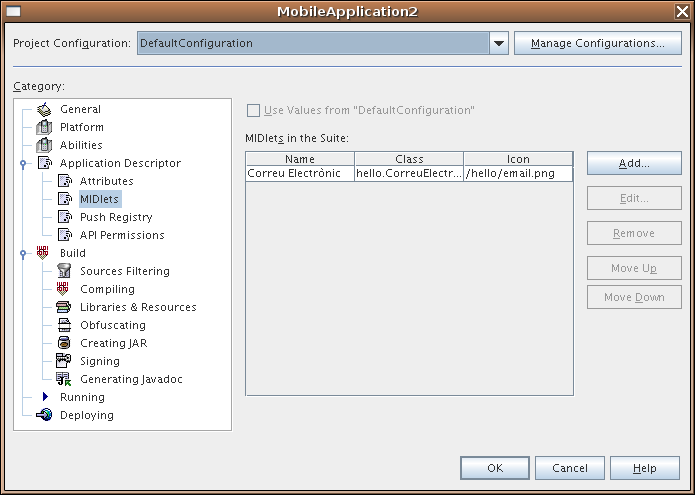 MobileApplication2
Project Configuration: DefaultConfiguration Manage Configurations...
Category:
General
Platform
Abilities
Application Descriptor
Attributes
MIDlets
Push Registry
API Permissions
Build
Sources Filtering
Compiling
Libraries & Resources
Obfuscating
Creating JAR
Signing
Generating Javadoc
Running
Deploying
Use Values from "DefaultConfiguration"
MIDlets in the Suite:
Name Class Icon
Correu Electrònic hello.CorreuElectr... /hello/email.png
Add...
Edit...
Remove
Move Up
Move Down
OK Cancel Help